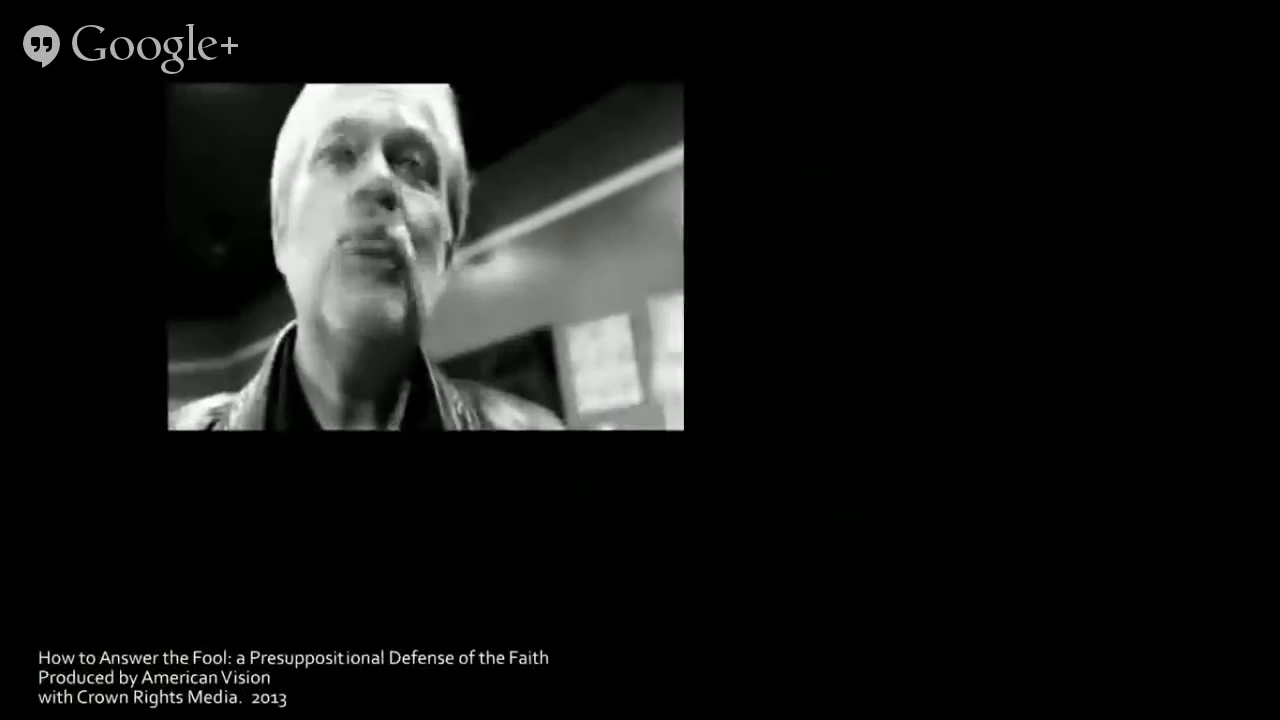 Google+
How to Answer the Fool: a Presuppositional Defense of the Faith
Produced by American Vision
with Crown Rights Media. 2013